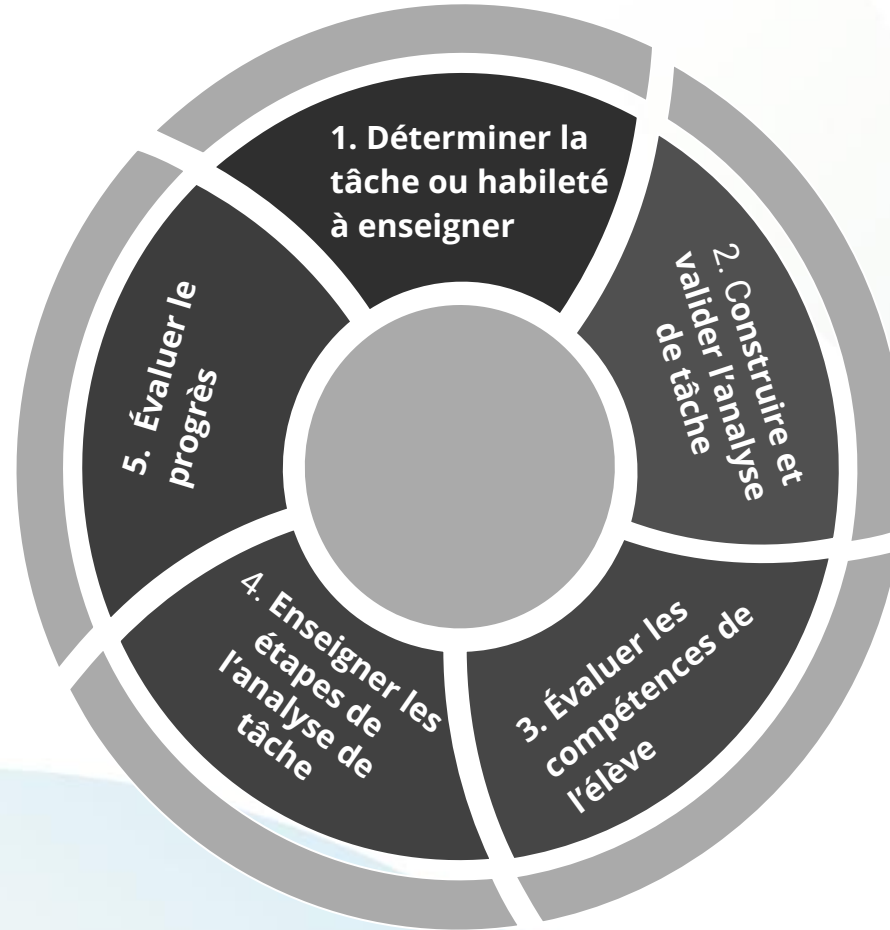 1. Déterminer la
tâche ou habileté
à enseigner
2. Construire et
valider l'analyse
de tâche
3. Évaluer les
compétences de
l'élève
4. Enseigner les
étapes de
l'analyse de
tâche
5. Évaluer le
progrès